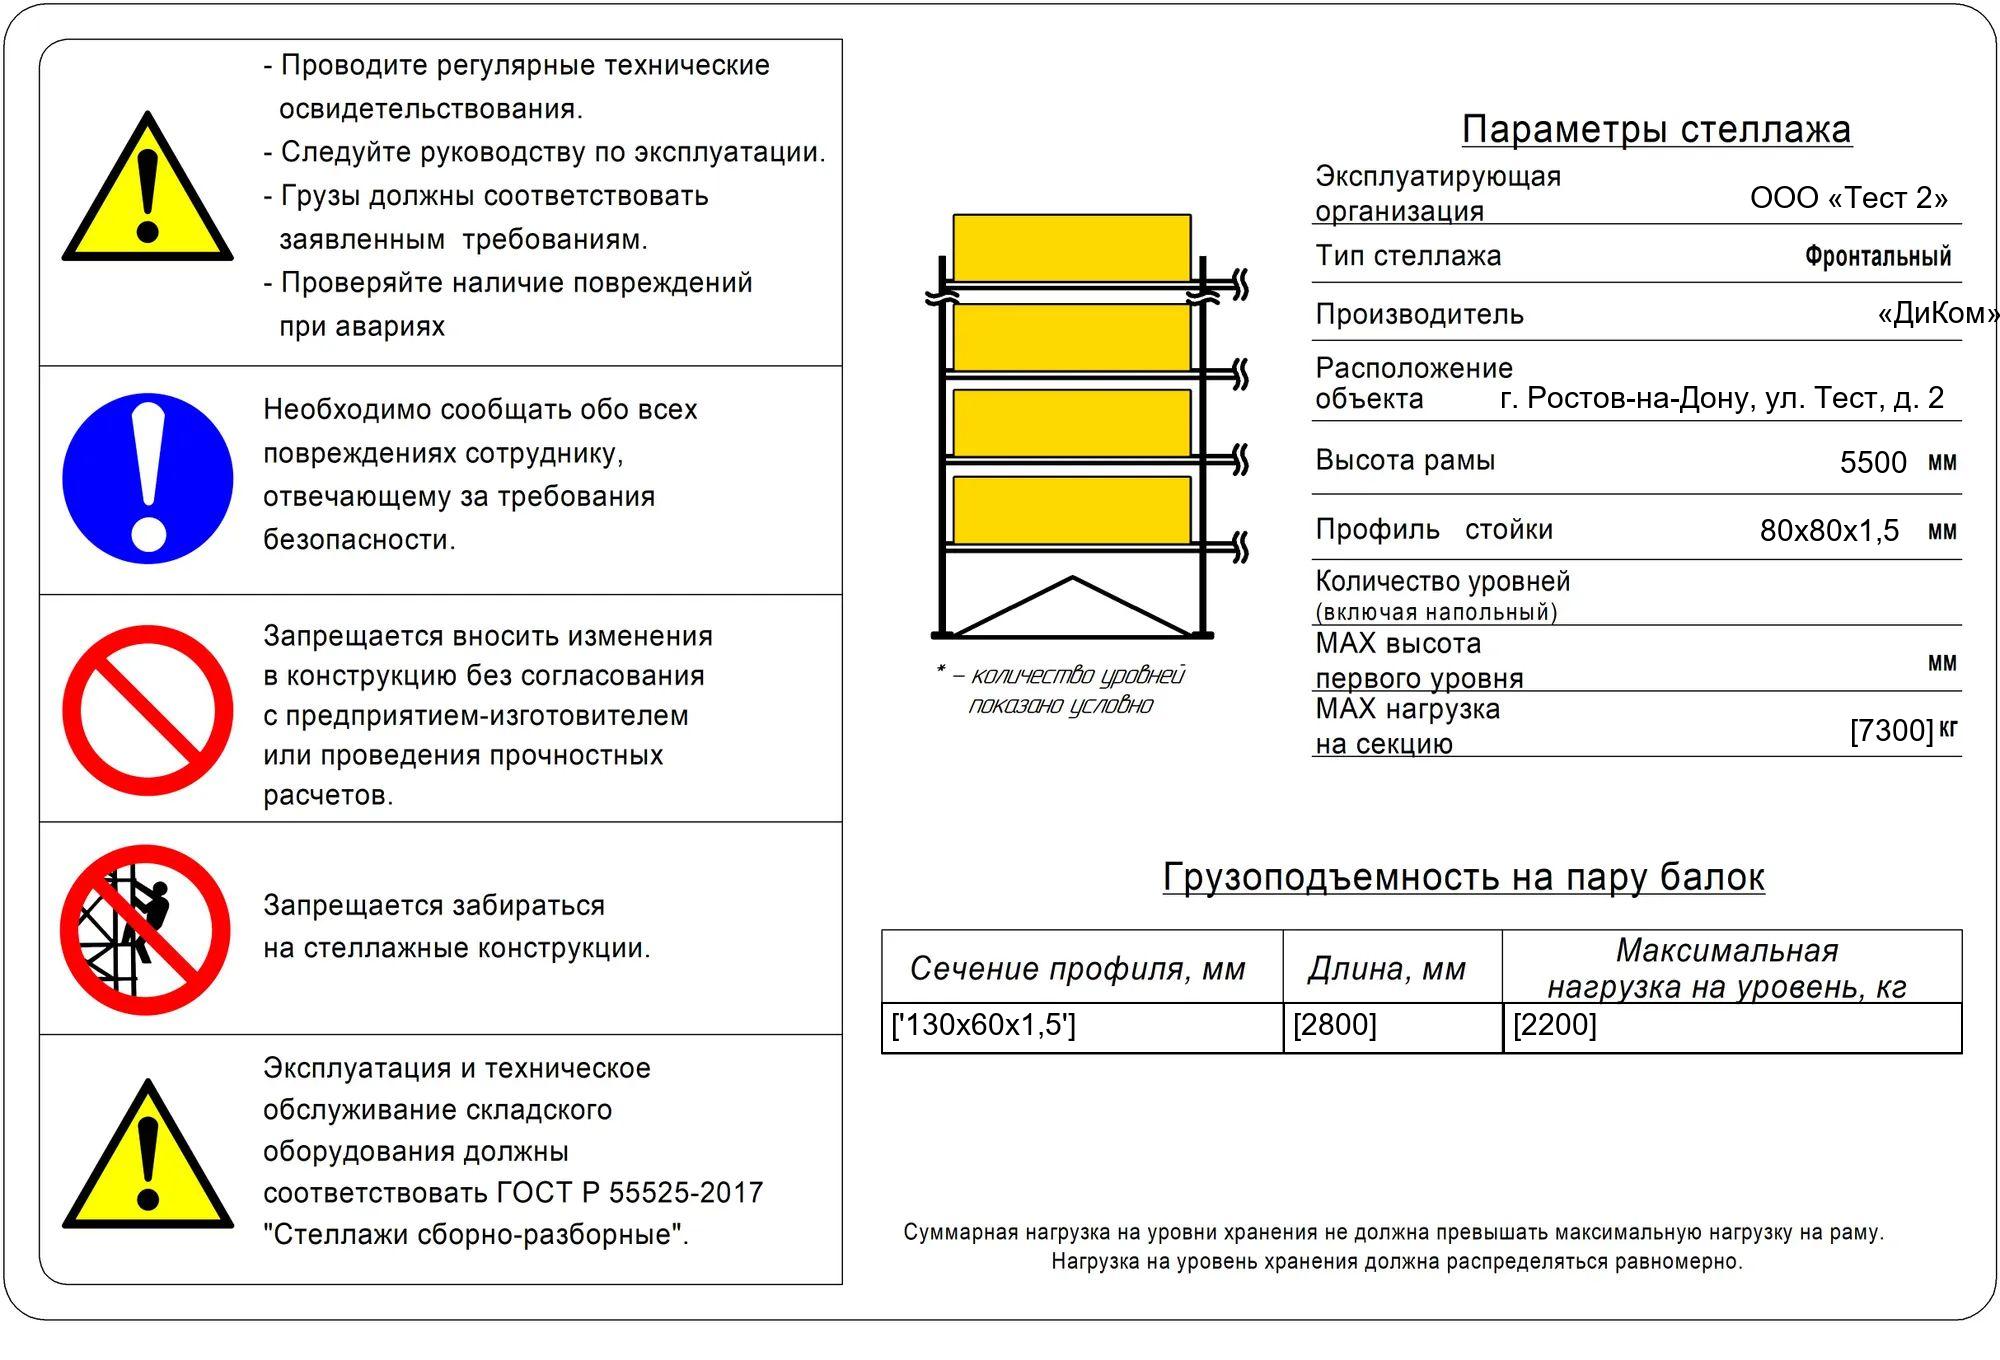 - Проводите регулярные технические
освидетельствования.
- Следуйте руководству по эксплуатации.
- Грузы должны соответствовать
заявленным требованиям.
- Проверяйте наличие повреждений
при авариях
Необходимо сообщать обо всех
повреждениях сотруднику,
отвечающему за требования
безопасности.
Запрещается вносить изменения
в конструкцию без согласования
с предприятием-изготовителем
или проведения прочностных
расчетов.
Запрещается забираться
на стеллажные конструкции.
Эксплуатация и техническое
обслуживание складского
оборудования должны
соответствовать ГОСТ Р 55525-2017
"Стеллажи сборно-разборные".
* – количество уровней
показано условно
Параметры стеллажа
Эксплуатирующая
организация ООО «Тест 2»
Тип стеллажа Фронтальный
Производитель «ДиКом»
Расположение
объекта г. Ростов-на-Дону, ул. Тест, д. 2
Высота рамы 5500 мм
Профиль стойки 80x80x1,5 мм
Количество уровней
(включая напольный)
МАХ высота
первого уровня мм
МАХ нагрузка
на секцию [7300] кг
Грузоподъемность на пару балок
Сечение профиля, мм Длина, мм Максимальная
нагрузка на уровень, кг
['130x60x1,5'] [2800] [2200]
Суммарная нагрузка на уровни хранения не должна превышать максимальную нагрузку на раму.
Нагрузка на уровень хранения должна распределяться равномерно.